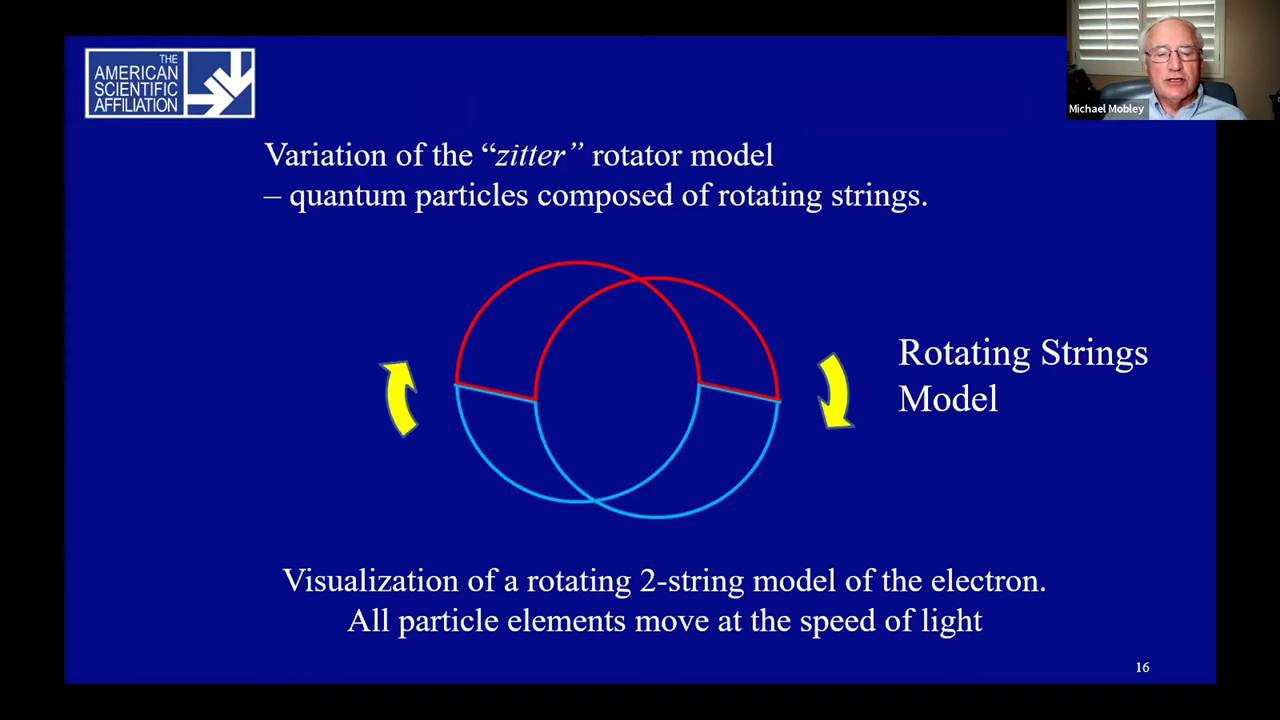 THE
AMERICAN
SCIENTIFIC
AFFILIATION
Michael Mobley
Variation of the “zitter” rotator model
– quantum particles composed of rotating strings.
Rotating Strings
Model
Visualization of a rotating 2-string model of the electron.
All particle elements move at the speed of light
16